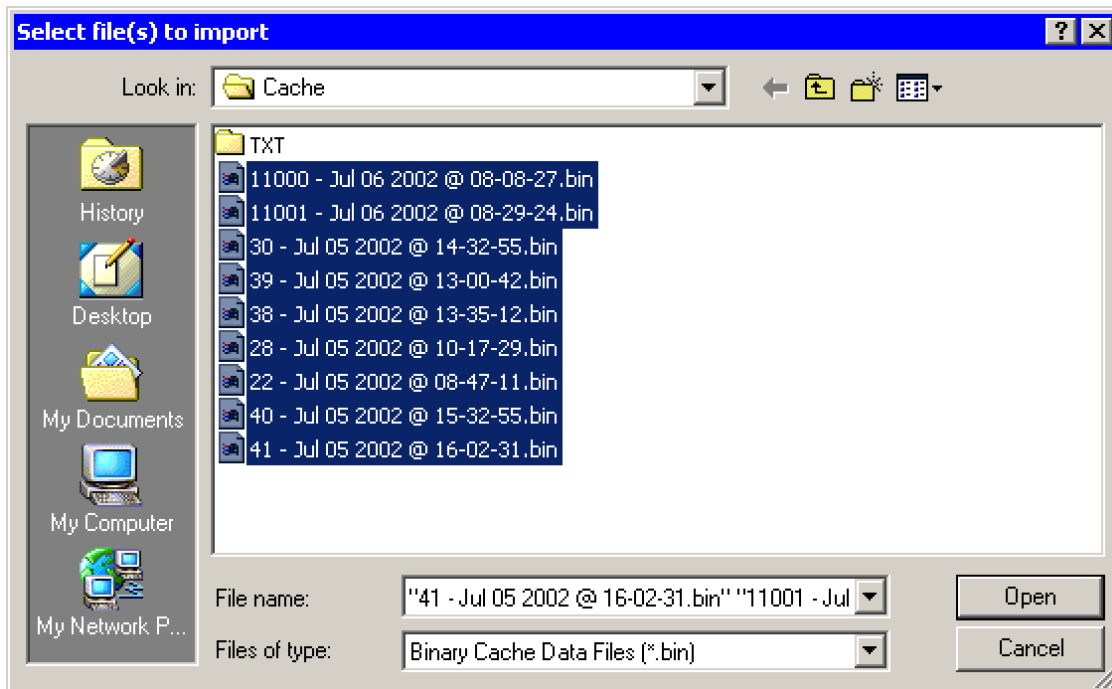 Select file(s) to import
Look in: Cache
History
Desktop
My Documents
My Computer
My Network P...
TXT
11000 - Jul 06 2002 @ 08-08-27.bin
11001 - Jul 06 2002 @ 08-29-24.bin
30 - Jul 05 2002 @ 14-32-55.bin
39 - Jul 05 2002 @ 13-00-42.bin
38 - Jul 05 2002 @ 13-35-12.bin
28 - Jul 05 2002 @ 10-17-29.bin
22 - Jul 05 2002 @ 08-47-11.bin
40 - Jul 05 2002 @ 15-32-55.bin
41 - Jul 05 2002 @ 16-02-31.bin
File name: "41 - Jul 05 2002 @ 16-02-31.bin" "11001 - Jul Open
Files of type: Binary Cache Data Files (*.bin) Cancel